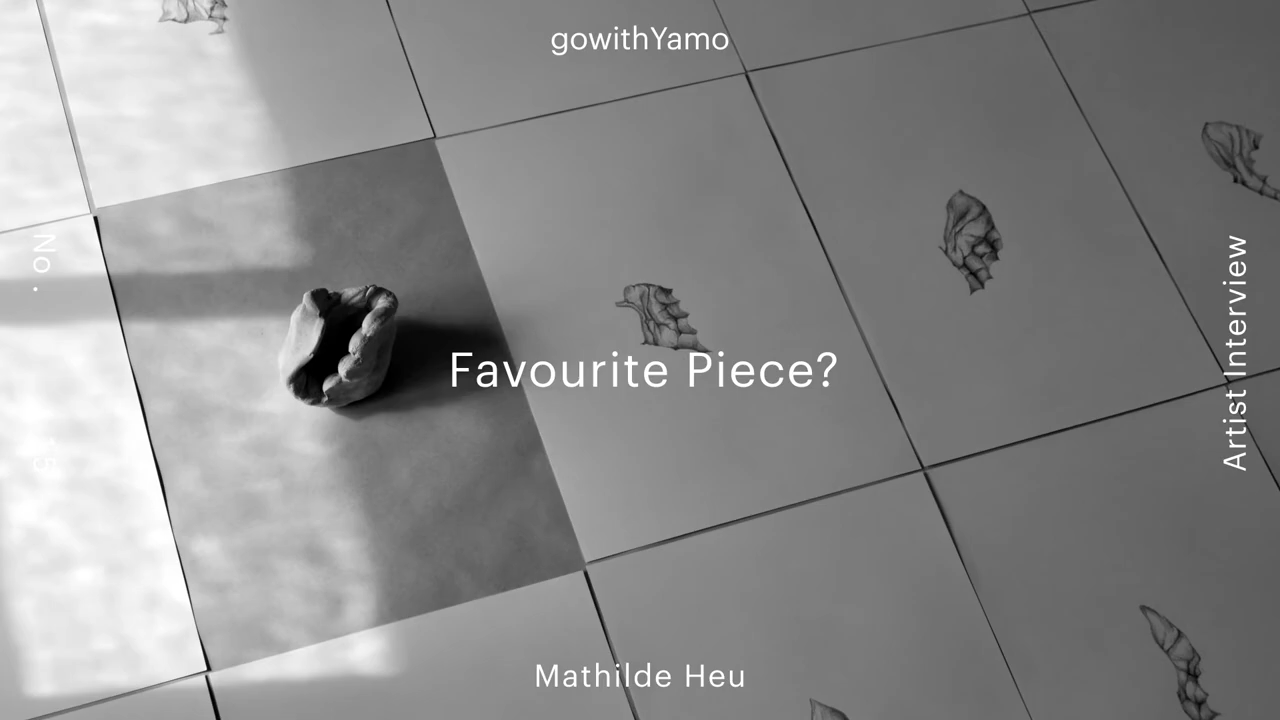 gowithYamo
No .
Artist Interview
Favourite Piece?
Mathilde Heu